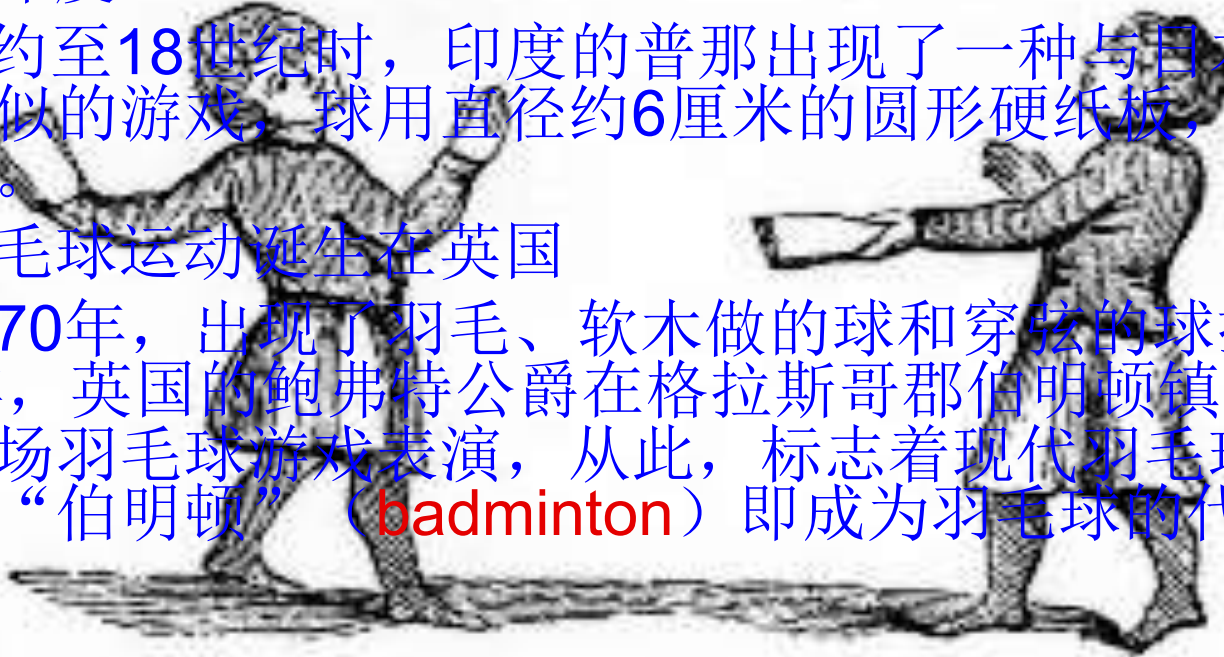 约至18世纪时，印度的普那出现了一种与日
似的游戏，球用直径约6厘米的圆形硬纸板，
。
毛球运动诞生在英国
70年，出现了羽毛、软木做的球和穿弦的球
，英国的鲍弗特公爵在格拉斯哥郡伯明顿镇
场羽毛球游戏表演，从此，标志着现代羽毛
“伯明顿”（badminton）即成为羽毛球的代